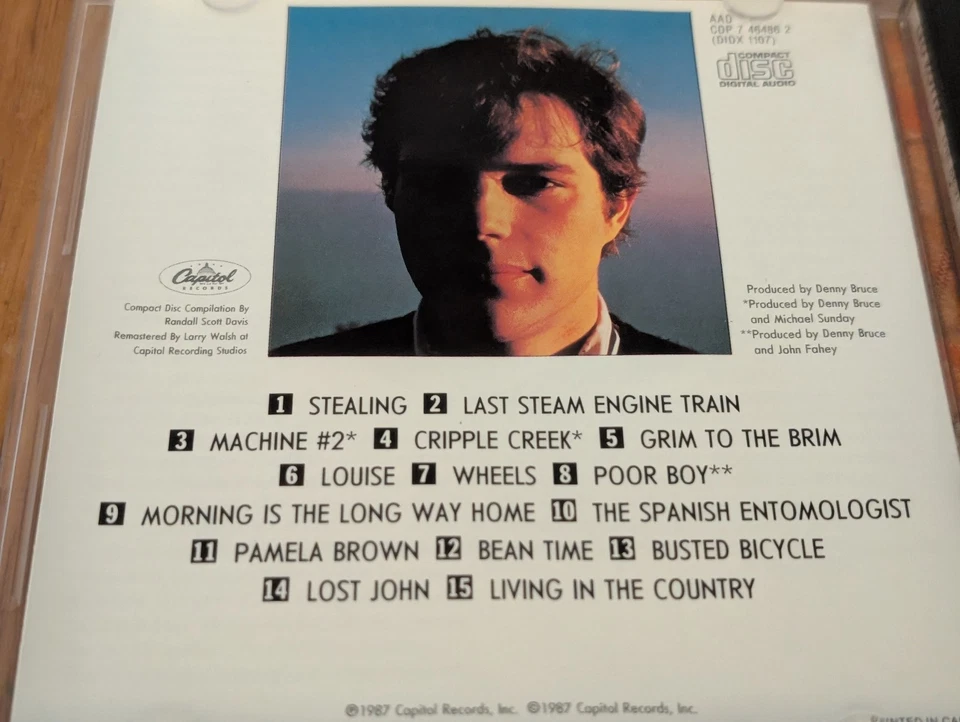 AAD
CDP 7 46486 2
(DIDX 1107)
COMPACT
disc
DIGITAL AUDIO
Capitol
RECORDS
Compact Disc Compilation By
Randall Scott Davis
Remastered By Larry Walsh at
Capitol Recording Studios
Produced by Denny Bruce
*Produced by Denny Bruce
and Michael Sunday
**Produced by Denny Bruce
and John Fahey
1 STEALING 2 LAST STEAM ENGINE TRAIN
3 MACHINE #2* 4 CRIPPLE CREEK* 5 GRIM TO THE BRIM
6 LOUISE 7 WHEELS 8 POOR BOY**
9 MORNING IS THE LONG WAY HOME 10 THE SPANISH ENTOMOLOGIST
11 PAMELA BROWN 12 BEAN TIME 13 BUSTED BICYCLE
14 LOST JOHN 15 LIVING IN THE COUNTRY
℗1987 Capitol Records, Inc. ©1987 Capitol Records, Inc.
PRINTED IN CA